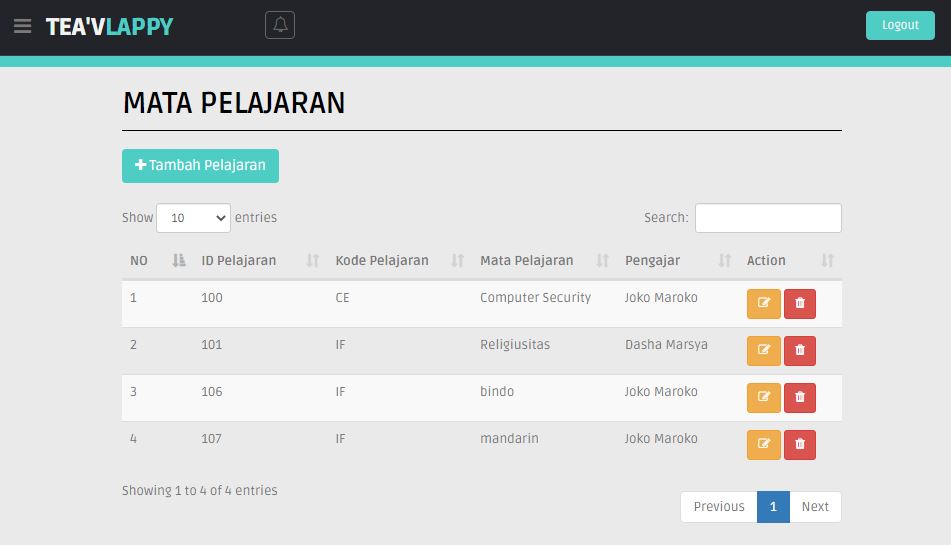 TEA'VLAPPY Logout
MATA PELAJARAN
Tambah Pelajaran
Show 10 entries Search:
NO ID Pelajaran Kode Pelajaran Mata Pelajaran Pengajar Action
1 100 CE Computer Security Joko Maroko
2 101 IF Religiusitas Dasha Marsya
3 106 IF bindo Joko Maroko
4 107 IF mandarin Joko Maroko
Showing 1 to 4 of 4 entries
Previous 1 Next